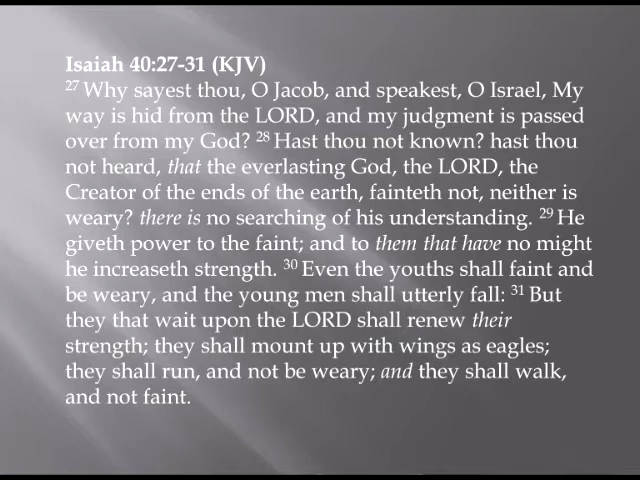 Isaiah 40:27-31 (KJV)
27 Why sayest thou, O Jacob, and speakest, O Israel, My
way is hid from the LORD, and my judgment is passed
over from my God? 28 Hast thou not known? hast thou
not heard, that the everlasting God, the LORD, the
Creator of the ends of the earth, fainteth not, neither is
weary? there is no searching of his understanding. 29 He
giveth power to the faint; and to them that have no might
he increaseth strength. 30 Even the youths shall faint and
be weary, and the young men shall utterly fall: 31 But
they that wait upon the LORD shall renew their
strength; they shall mount up with wings as eagles;
they shall run, and not be weary; and they shall walk,
and not faint.